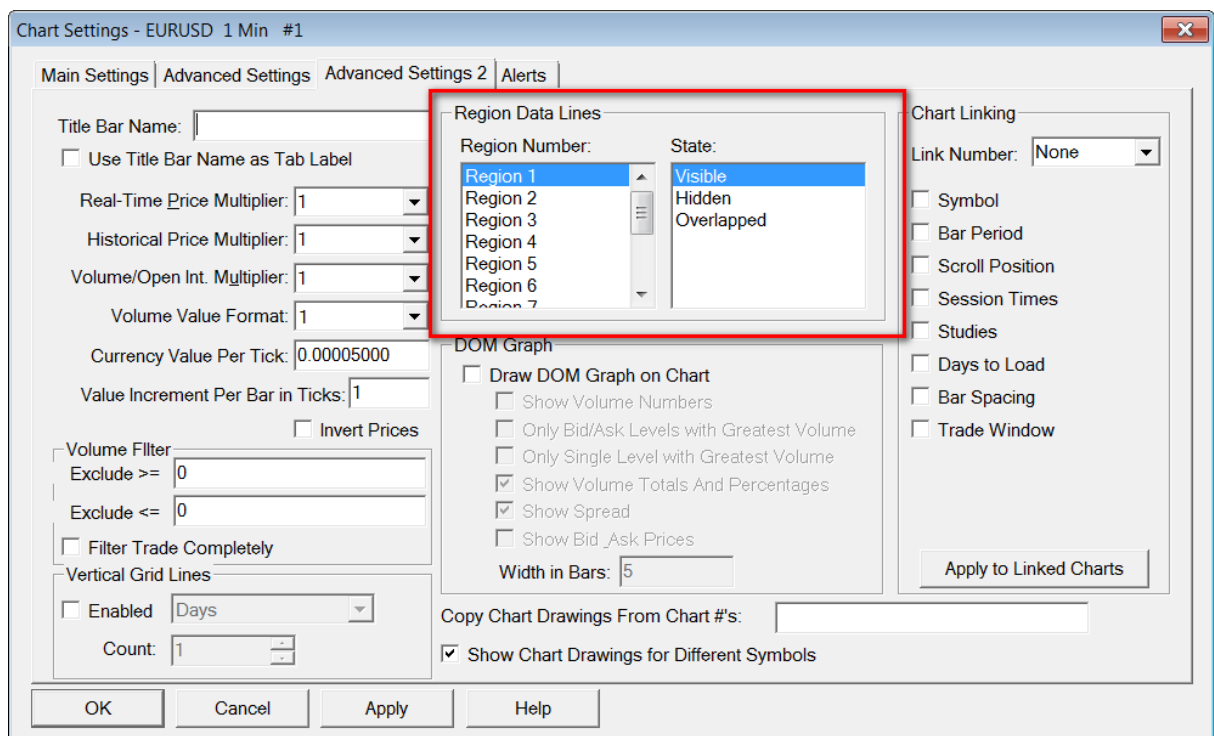 Chart Settings - EURUSD 1 Min #1
Main Settings
Advanced Settings
Advanced Settings 2
Alerts
Title Bar Name:
Use Title Bar Name as Tab Label
Real-Time Price Multiplier: 1
Historical Price Multiplier: 1
Volume/Open Int. Multiplier: 1
Volume Value Format: 1
Currency Value Per Tick: 0.00005000
Value Increment Per Bar in Ticks: 1
Invert Prices
Volume FIlter
Exclude >= 0
Exclude <= 0
Filter Trade Completely
Vertical Grid Lines
Enabled Days
Count: 1
Region Data Lines
Region Number:
Region 1
Region 2
Region 3
Region 4
Region 5
Region 6
Region 7
State:
Visible
Hidden
Overlapped
DOM Graph
Draw DOM Graph on Chart
Show Volume Numbers
Only Bid/Ask Levels with Greatest Volume
Only Single Level with Greatest Volume
Show Volume Totals And Percentages
Show Spread
Show Bid_Ask Prices
Width in Bars: 5
Copy Chart Drawings From Chart #'s:
Show Chart Drawings for Different Symbols
Chart Linking
Link Number: None
Symbol
Bar Period
Scroll Position
Session Times
Studies
Days to Load
Bar Spacing
Trade Window
Apply to Linked Charts
OK
Cancel
Apply
Help